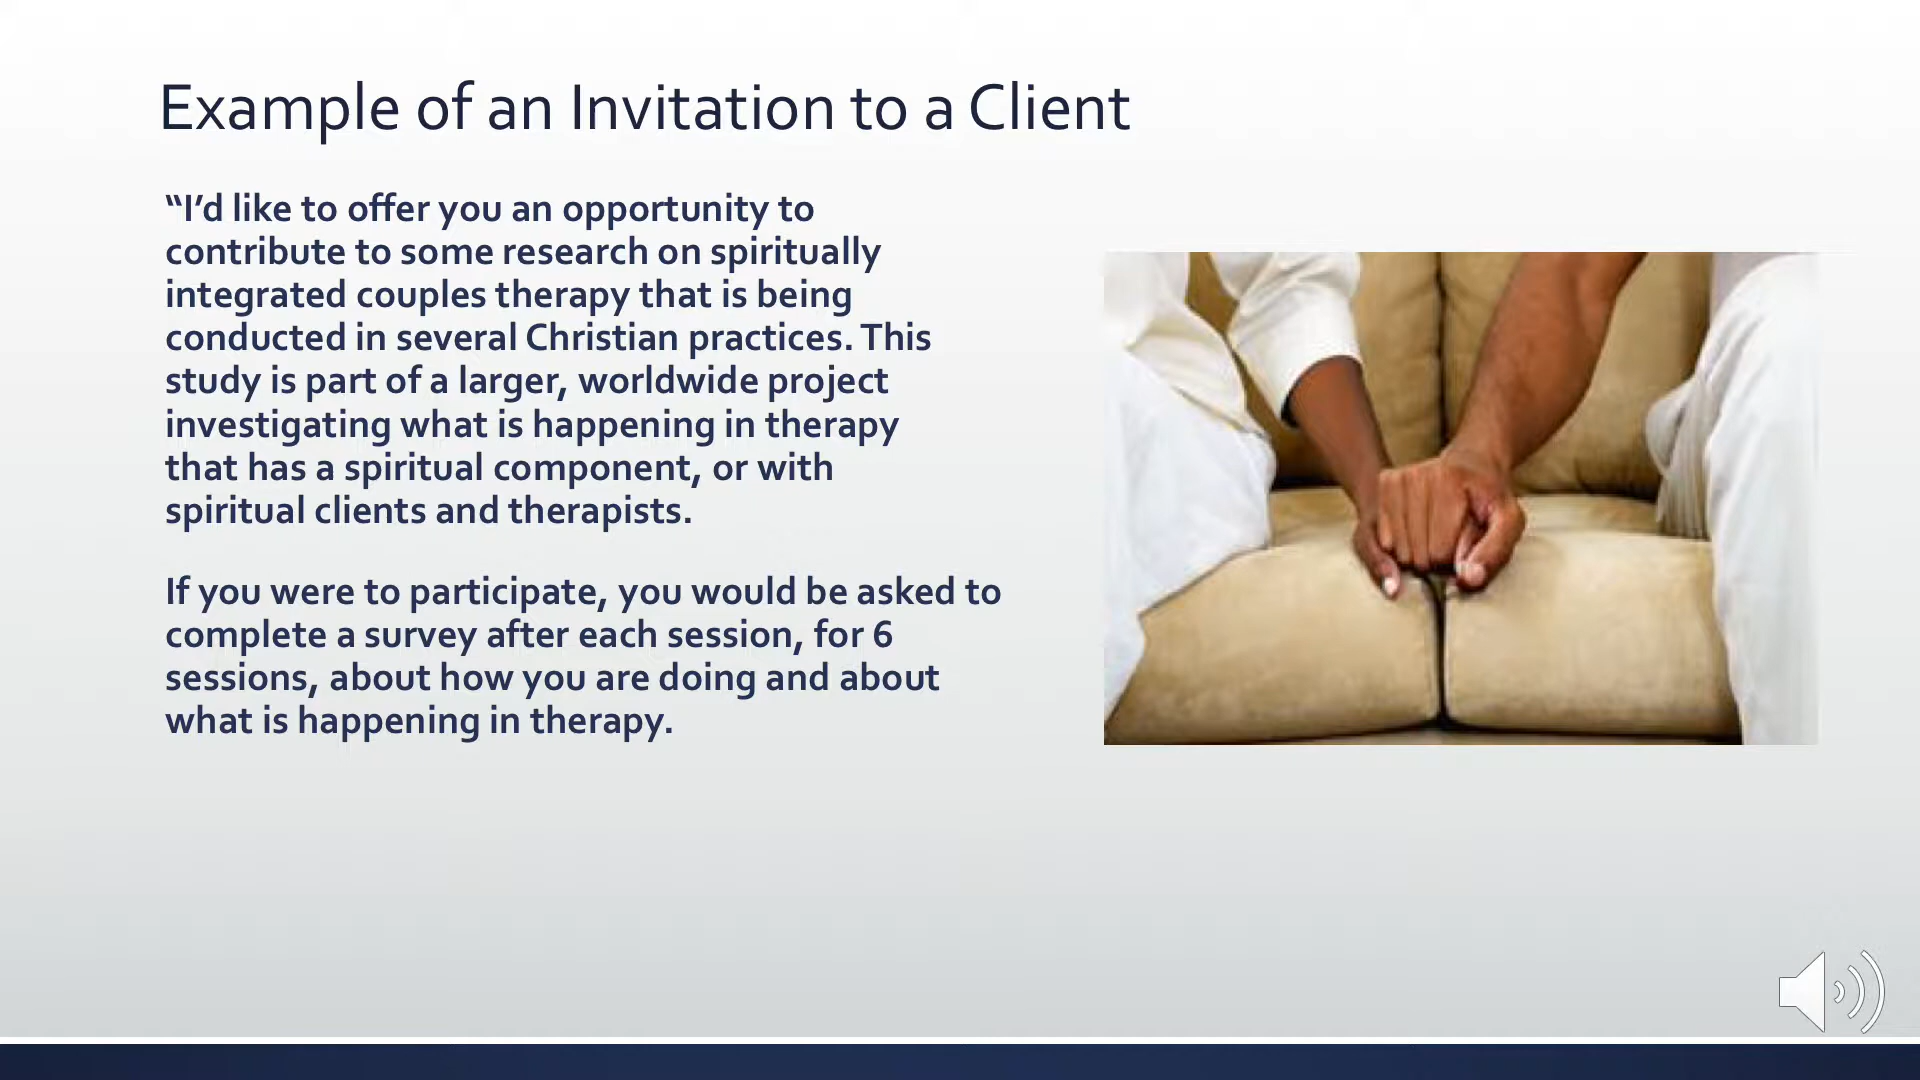 Example of an Invitation to a Client
“I’d like to offer you an opportunity to
contribute to some research on spiritually
integrated couples therapy that is being
conducted in several Christian practices. This
study is part of a larger, worldwide project
investigating what is happening in therapy
that has a spiritual component, or with
spiritual clients and therapists.
If you were to participate, you would be asked to
complete a survey after each session, for 6
sessions, about how you are doing and about
what is happening in therapy.